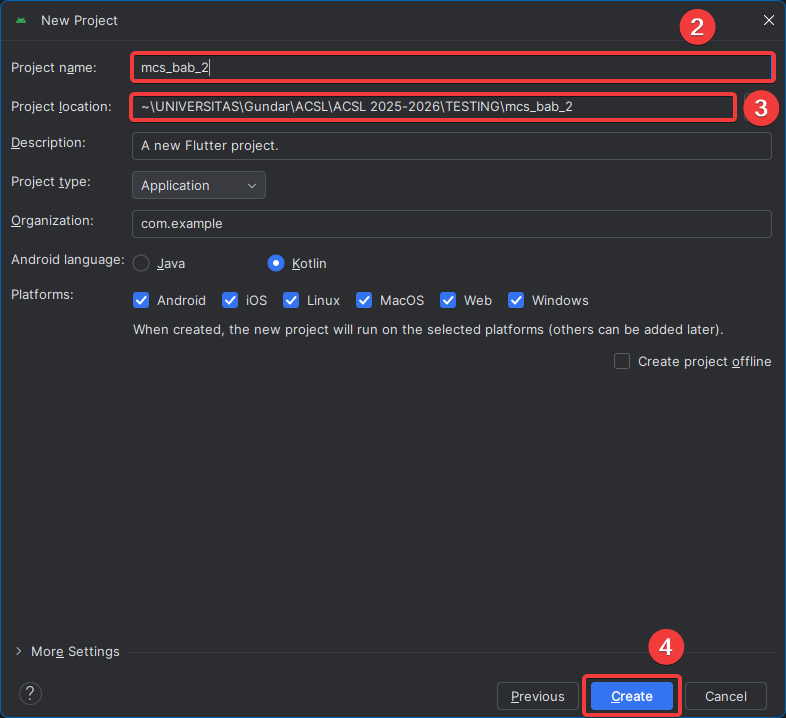 New Project
2
Project name: mcs_bab_2
Project location: ~\UNIVERSITAS\Gundar\ACSL\ACSL 2025-2026\TESTING\mcs_bab_2
3
Description: A new Flutter project.
Project type: Application
Organization: com.example
Android language: Java Kotlin
Platforms: Android iOS Linux MacOS Web Windows
When created, the new project will run on the selected platforms (others can be added later).
Create project offline
More Settings
4
? Previous Create Cancel